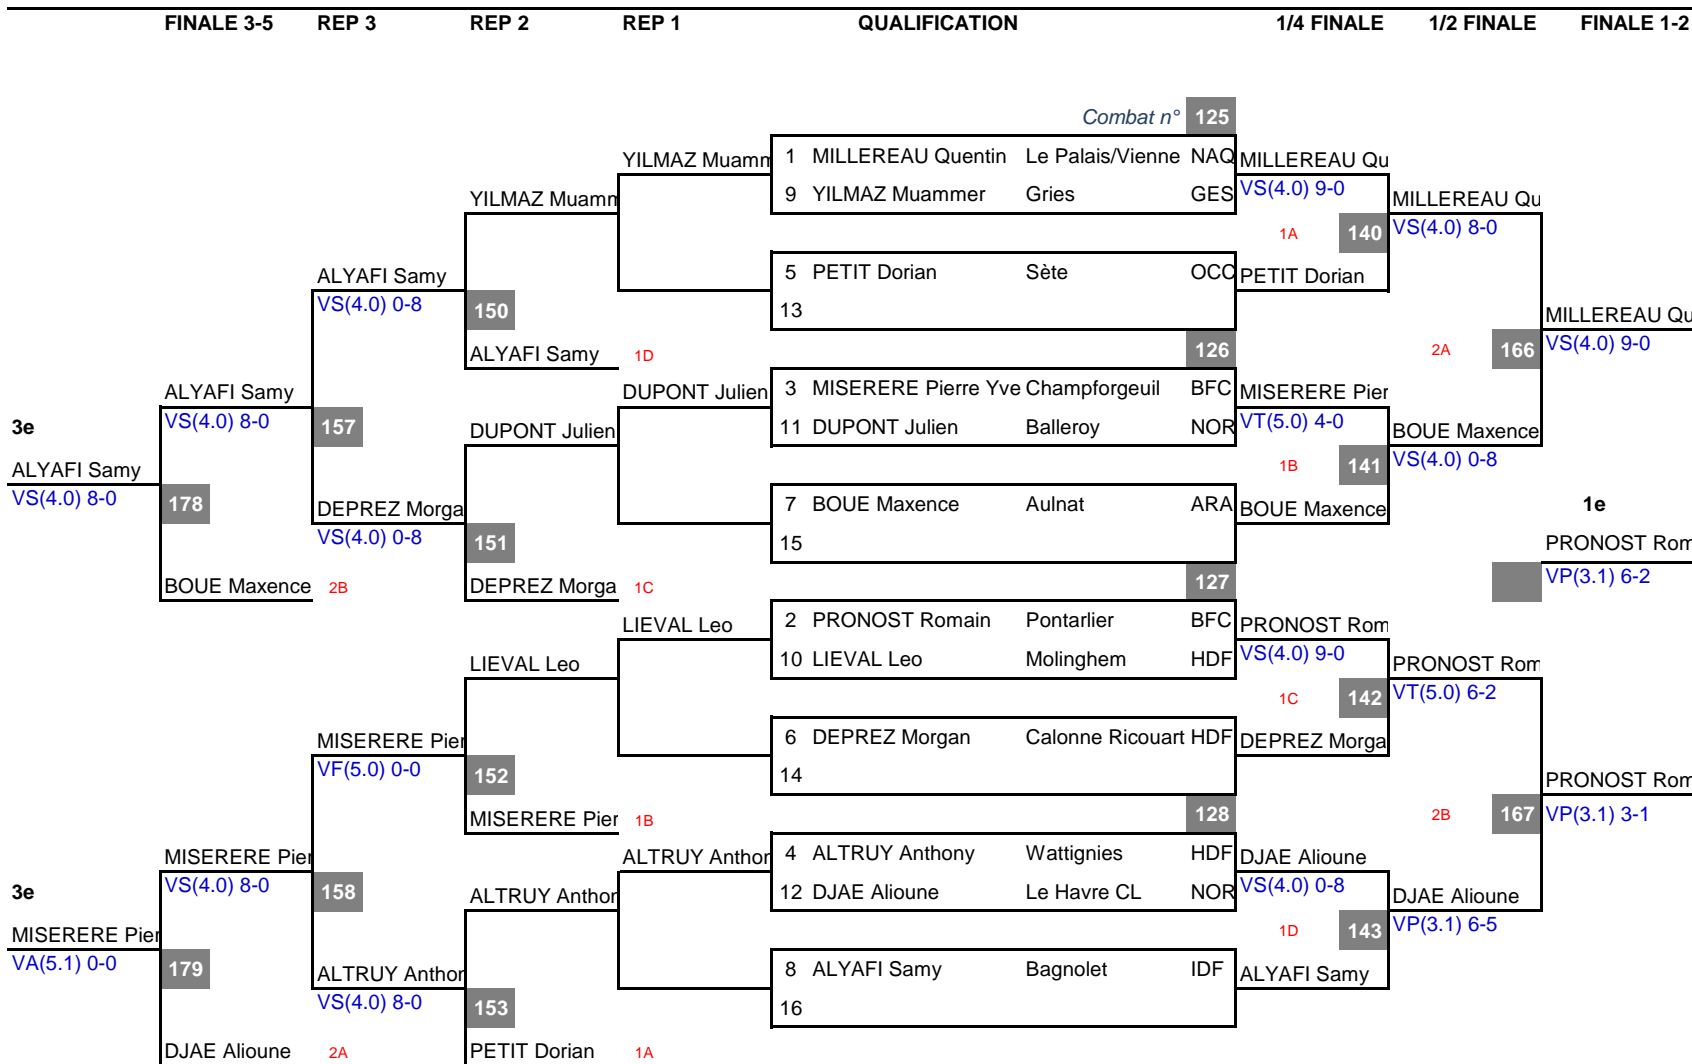 FINALE 3-5 REP 3 REP 2 REP 1 QUALIFICATION 1/4 FINALE 1/2 FINALE FINALE 1-2
Combat n° 125
YILMAZ Muamm 1 MILLEREAU Quentin Le Palais/Vienne NAQ MILLEREAU Qu
YILMAZ Muamm 9 YILMAZ Muammer Gries GES VS(4.0) 9-0 MILLEREAU Qu
1A 140 VS(4.0) 8-0
ALYAFI Samy 5 PETIT Dorian Sète OCC PETIT Dorian
VS(4.0) 0-8 150 13 MILLEREAU Qu
ALYAFI Samy 1D 126 2A 166 VS(4.0) 9-0
ALYAFI Samy DUPONT Julien 3 MISERERE Pierre Yve Champforgeuil BFC MISERERE Pier
3e VS(4.0) 8-0 157 DUPONT Julien 11 DUPONT Julien Balleroy NOR VT(5.0) 4-0 BOUE Maxence
ALYAFI Samy 1B 141 VS(4.0) 0-8
VS(4.0) 8-0 178 DEPREZ Morga 7 BOUE Maxence Aulnat ARA BOUE Maxence 1e
VS(4.0) 0-8 151 15 PRONOST Rom
BOUE Maxence 2B DEPREZ Morga 1C 127 VP(3.1) 6-2
LIEVAL Leo 2 PRONOST Romain Pontarlier BFC PRONOST Rom
LIEVAL Leo 10 LIEVAL Leo Molinghem HDF VS(4.0) 9-0 PRONOST Rom
1C 142 VT(5.0) 6-2
MISERERE Pier 6 DEPREZ Morgan Calonne Ricouart HDF DEPREZ Morga
VF(5.0) 0-0 152 14 PRONOST Rom
MISERERE Pier 1B 128 2B 167 VP(3.1) 3-1
MISERERE Pier ALTRUY Anthor 4 ALTRUY Anthony Wattignies HDF DJAE Alioune
3e VS(4.0) 8-0 158 ALTRUY Anthor 12 DJAE Alioune Le Havre CL NOR VS(4.0) 0-8 DJAE Alioune
MISERERE Pier 1D 143 VP(3.1) 6-5
VA(5.1) 0-0 179 ALTRUY Anthor 8 ALYAFI Samy Bagnolet IDF ALYAFI Samy
VS(4.0) 8-0 153 16
DJAE Alioune 2A PETIT Dorian 1A